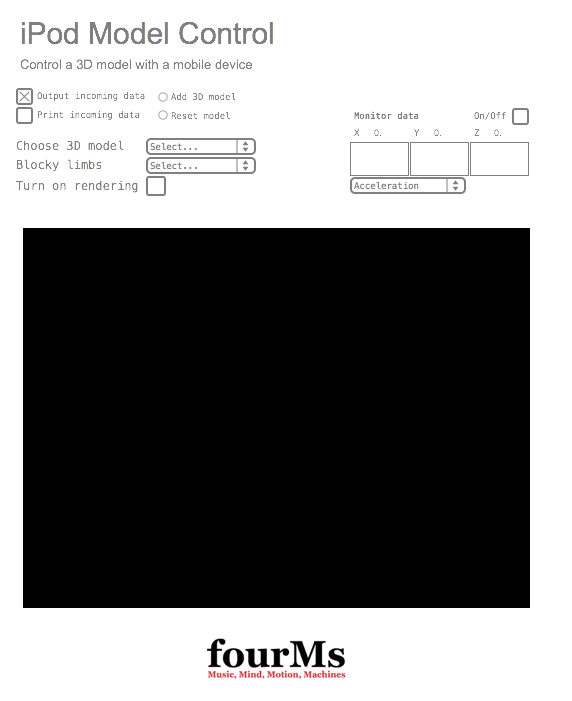 iPod Model Control
Control a 3D model with a mobile device
Output incoming data Add 3D model
Print incoming data Reset model
Monitor data On/Off
X 0. Y 0. Z 0.
Choose 3D model Select...
Blocky limbs Select...
Turn on rendering
Acceleration
fourMs
Music, Mind, Motion, Machines